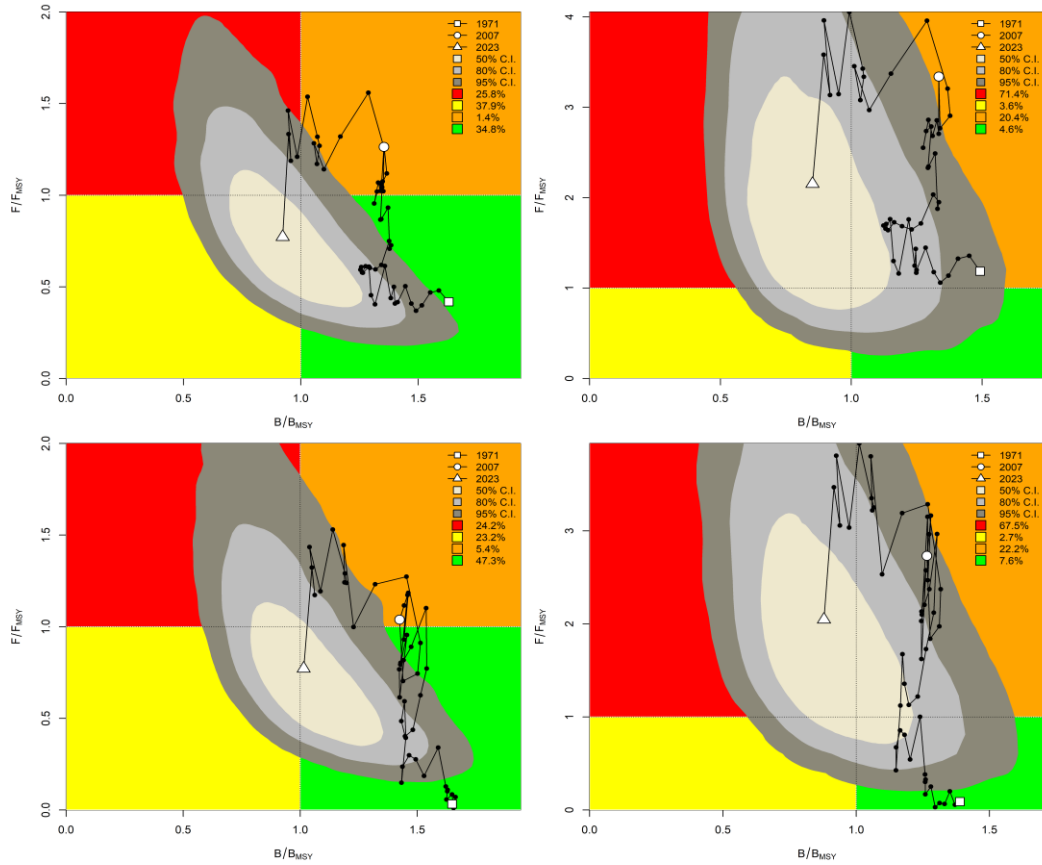 2.0
1.5
1.0
0.5
0.0
F/FMSY
0.0 0.5 1.0 1.5
B/BMSY
1971
2007
2023
50% C.I.
80% C.I.
95% C.I.
25.8%
37.9%
1.4%
34.8%
4
3
2
1
0
F/FMSY
0.0 0.5 1.0 1.5
B/BMSY
1971
2007
2023
50% C.I.
80% C.I.
95% C.I.
71.4%
3.6%
20.4%
4.6%
2.0
1.5
1.0
0.5
0.0
F/FMSY
0.0 0.5 1.0 1.5
B/BMSY
1971
2007
2023
50% C.I.
80% C.I.
95% C.I.
24.2%
23.2%
5.4%
47.3%
3
2
1
0
F/FMSY
0.0 0.5 1.0 1.5
B/BMSY
1971
2007
2023
50% C.I.
80% C.I.
95% C.I.
67.5%
2.7%
22.2%
7.6%